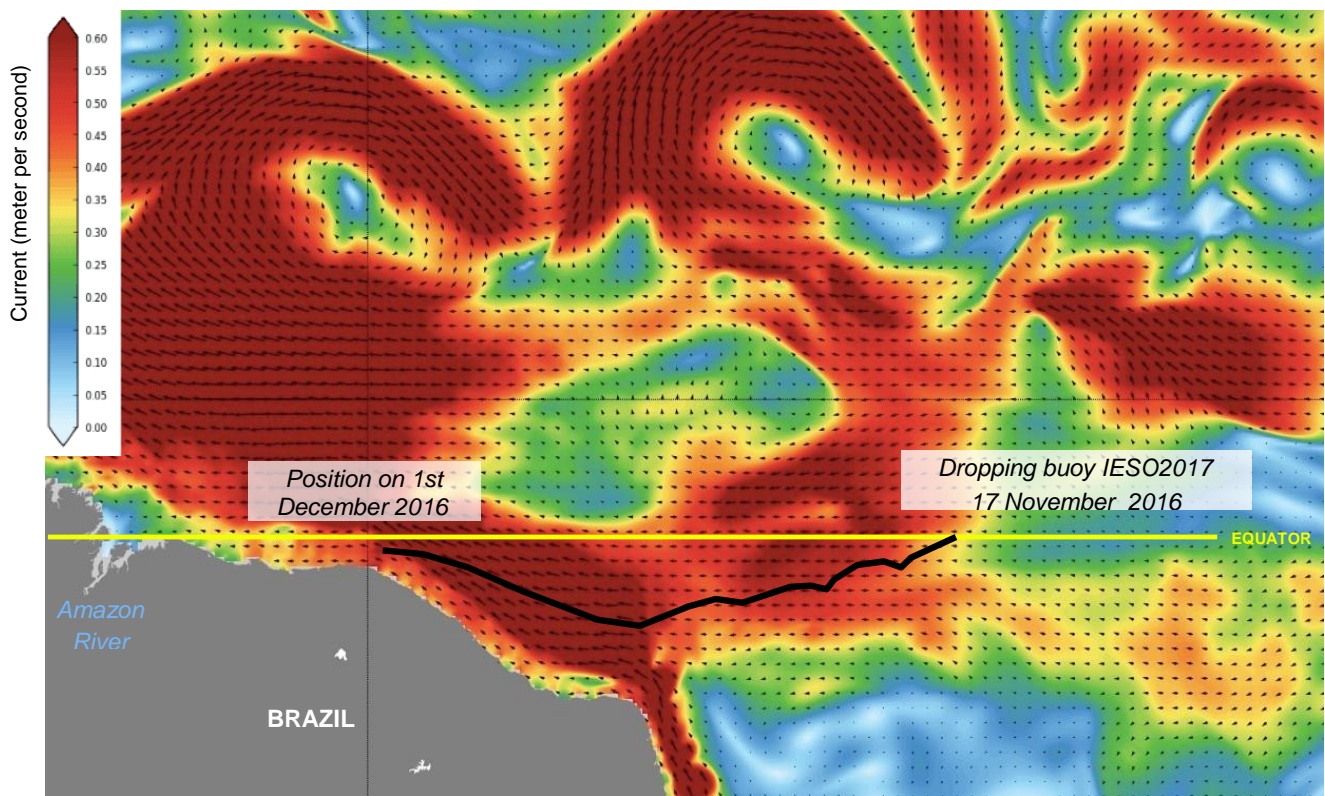 Current (meter per second)
0.60
0.55
0.50
0.45
0.40
0.35
0.30
0.25
0.20
0.15
0.10
0.05
0.00
Position on 1st
December 2016
Dropping buoy IESO2017
17 November 2016
EQUATOR
Amazon
River
BRAZIL